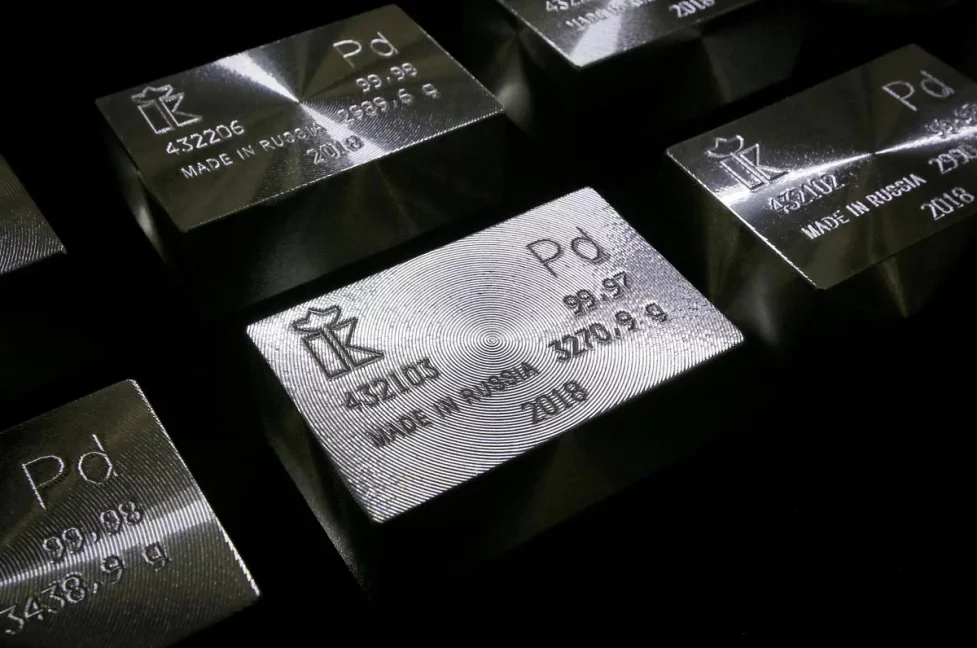 Pd
99,99
2989,6 g
432206
MADE IN RUSSIA
2018
2018
Pd
432102
MADE IN RUSSIA
2018
Pd
99,97
3270,9 g
432103
MADE IN RUSSIA
2018
Pd
99,98
3438,9 g